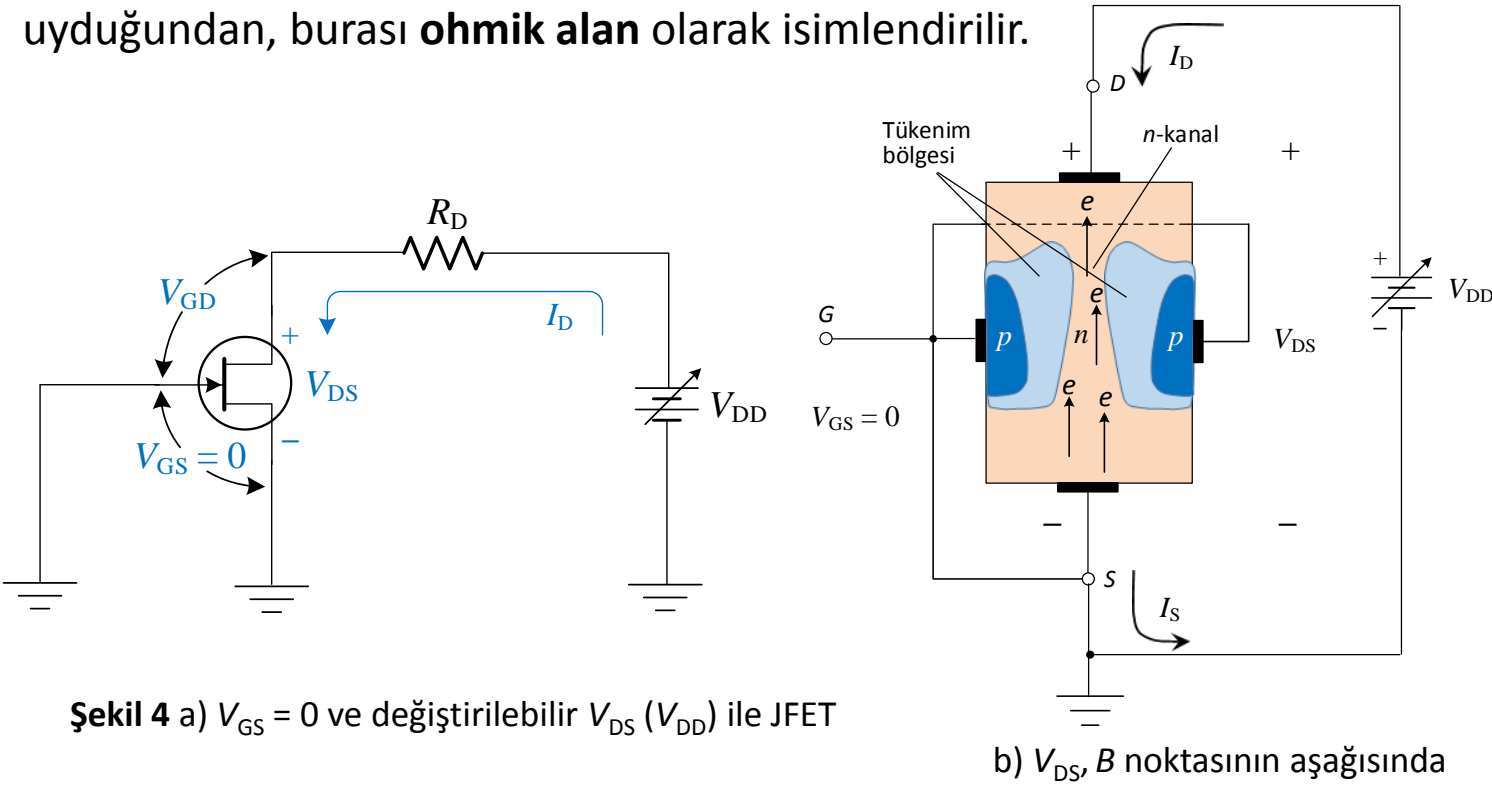 uyduğundan, burası ohmik alan olarak isimlendirilir.
R_D
V_GD
I_D
+
V_DS
−
V_GS = 0
V_DD
Şekil 4 a) V_GS = 0 ve değiştirilebilir V_DS (V_DD) ile JFET
I_D
D
Tükenim
bölgesi
n-kanal
+
+
e
G
e
p
n
p
V_DS
+
−
V_DD
V_GS = 0
e
e
−
−
S
I_S
b) V_DS, B noktasının aşağısında